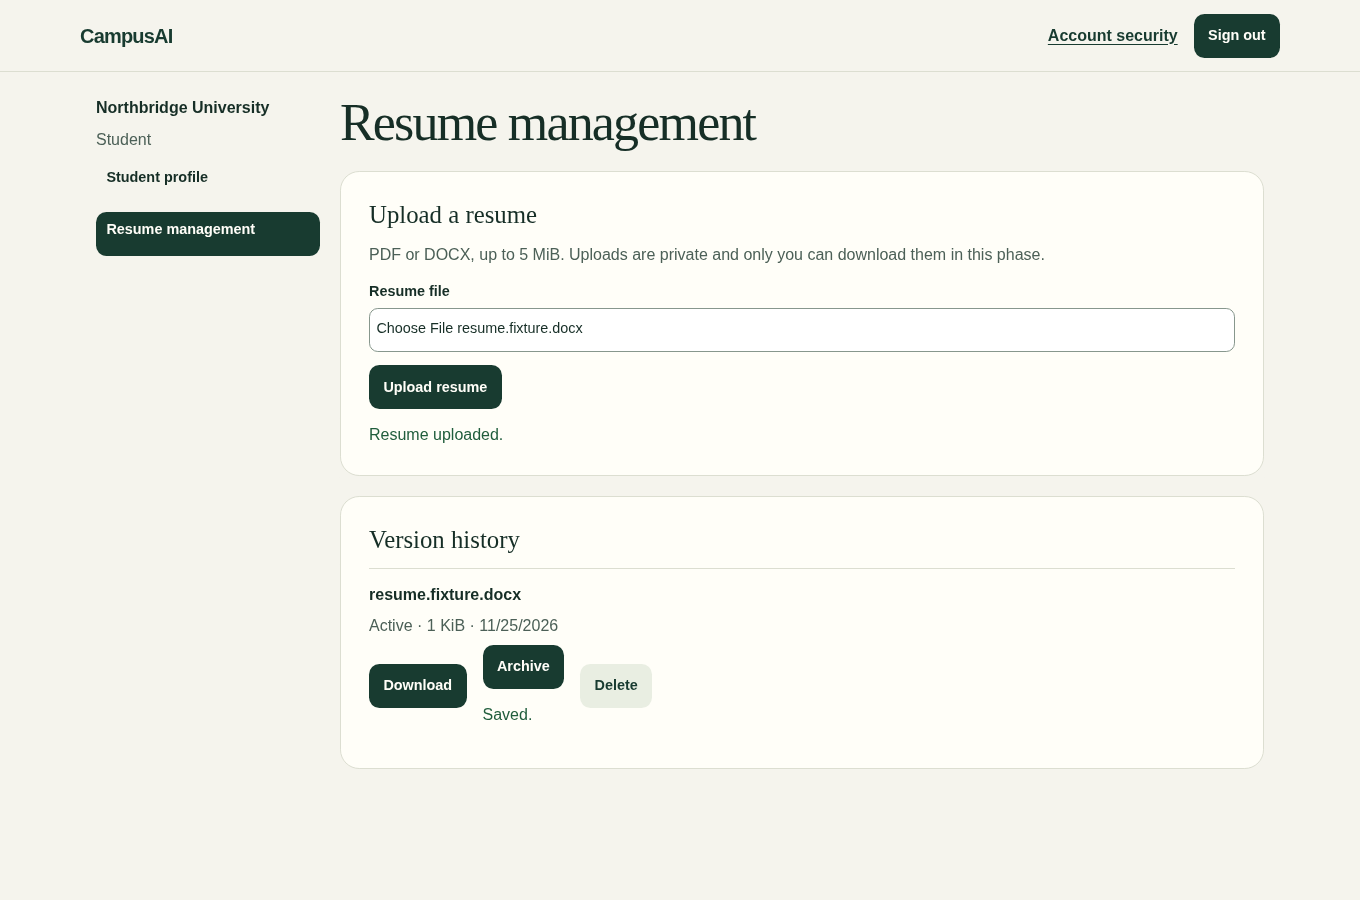 CampusAI
Account security
Sign out
Northbridge University
Student
Student profile
Resume management
Resume management
Upload a resume
PDF or DOCX, up to 5 MiB. Uploads are private and only you can download them in this phase.
Resume file
Choose File resume.fixture.docx
Upload resume
Resume uploaded.
Version history
resume.fixture.docx
Active · 1 KiB · 11/25/2026
Download
Archive
Delete
Saved.